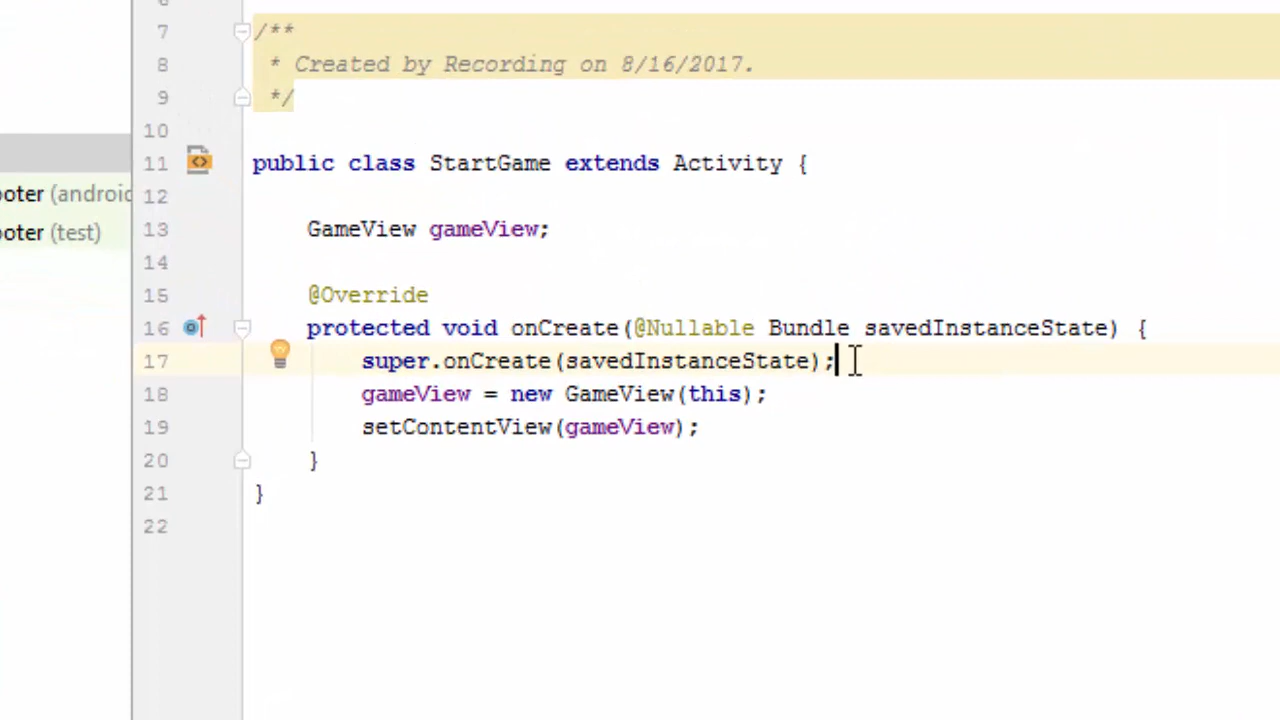 7 /**
8 * Created by Recording on 8/16/2017.
9 */
10
11 public class StartGame extends Activity {
ooter (android
12
13 GameView gameView;
ooter (test)
14
15 @Override
16 protected void onCreate(@Nullable Bundle savedInstanceState) {
17 super.onCreate(savedInstanceState);
18 gameView = new GameView(this);
19 setContentView(gameView);
20 }
21 }
22